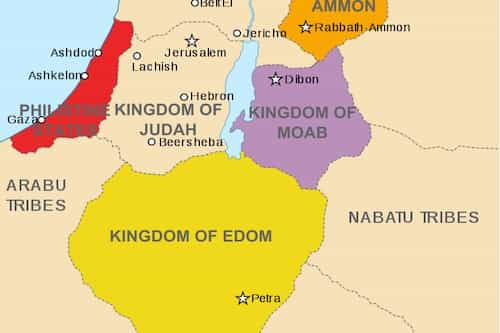 BetEl
AMMON
Rabbath-Ammon
Jericho
Ashdod
Jerusalem
Lachish
Ashkelon
Dibon
Hebron
PHILISTINE
STATES
Gaza
KINGDOM OF
JUDAH
KINGDOM OF
MOAB
Beersheba
ARABU
TRIBES
NABATU TRIBES
KINGDOM OF EDOM
Petra